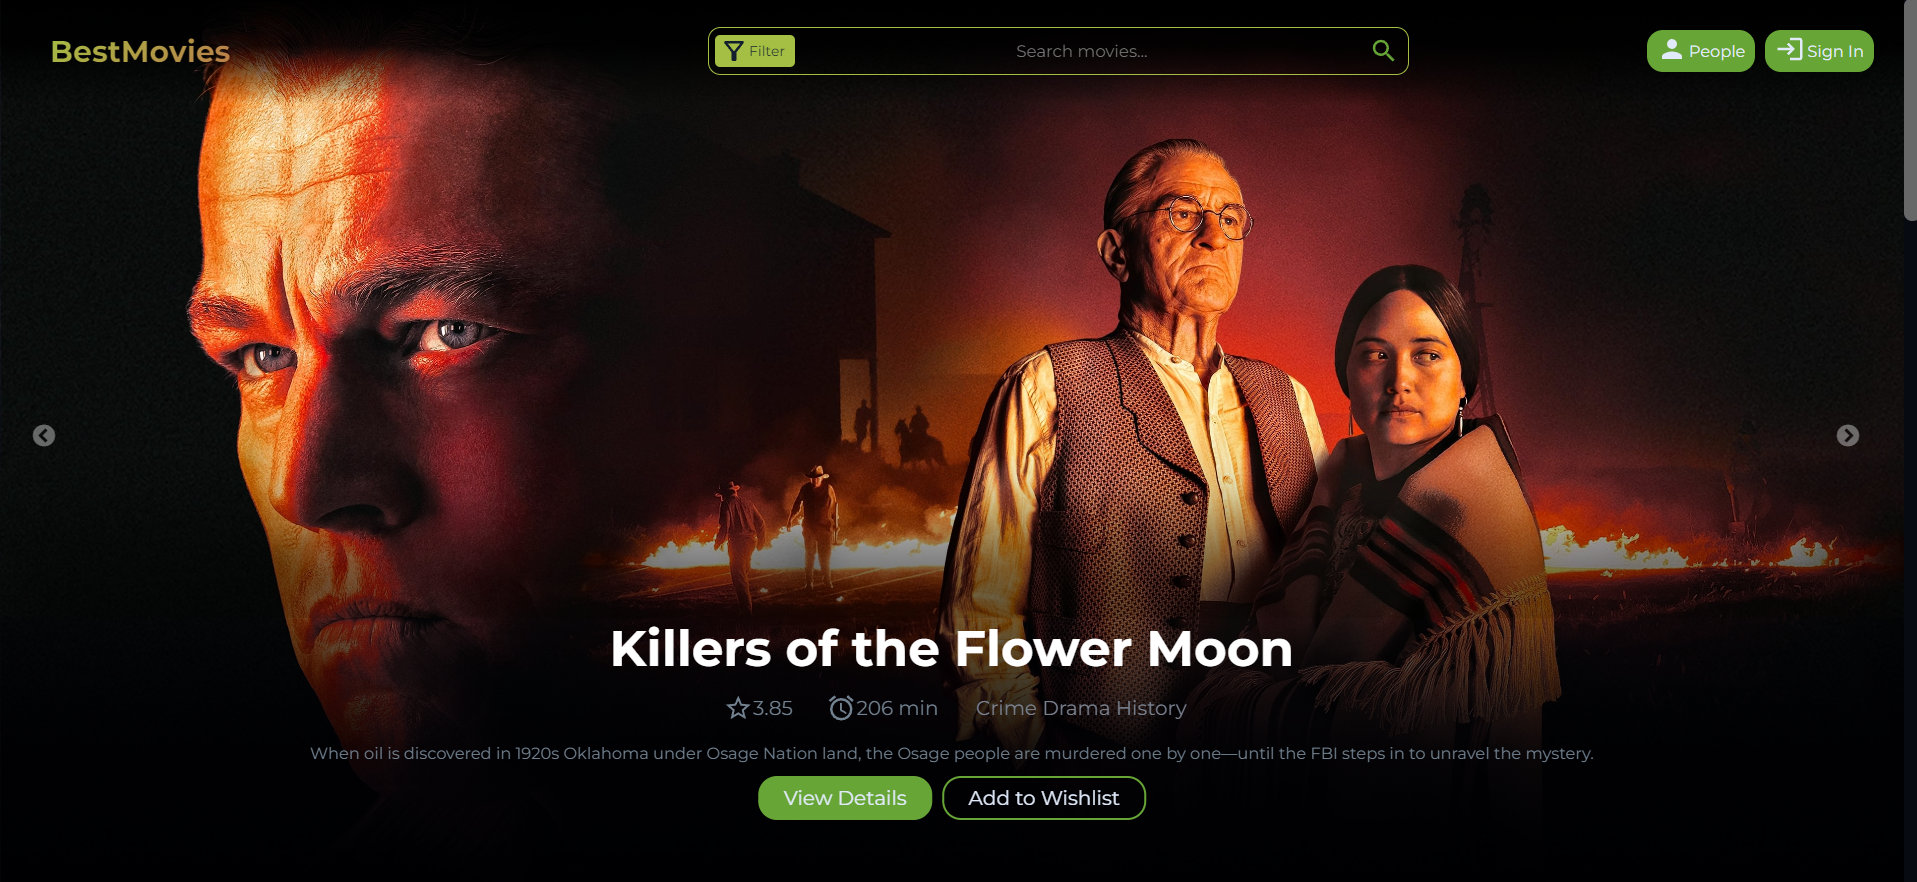 BestMovies
Filter
Search movies...
People
Sign In
Killers of the Flower Moon
3.85 206 min Crime Drama History
When oil is discovered in 1920s Oklahoma under Osage Nation land, the Osage people are murdered one by one—until the FBI steps in to unravel the mystery.
View Details
Add to Wishlist